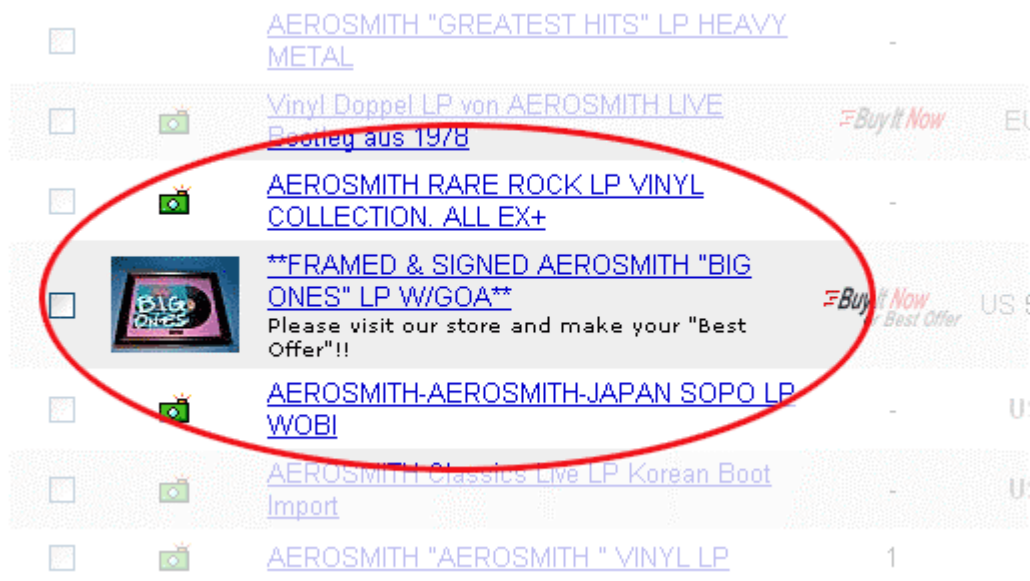 AEROSMITH "GREATEST HITS" LP HEAVY
METAL
-
Vinyl Doppel LP von AEROSMITH LIVE
Bootleg aus 1978
Buy It Now
EU
AEROSMITH RARE ROCK LP VINYL
COLLECTION. ALL EX+
-
BIG
ONES
**FRAMED & SIGNED AEROSMITH "BIG
ONES" LP W/GOA**
Please visit our store and make your "Best
Offer"!!
Buy It Now
or Best Offer
US
AEROSMITH-AEROSMITH-JAPAN SOPO LP
WOBI
-
AEROSMITH Classics Live LP Korean Boot
Import
-
AEROSMITH "AEROSMITH " VINYL LP
1